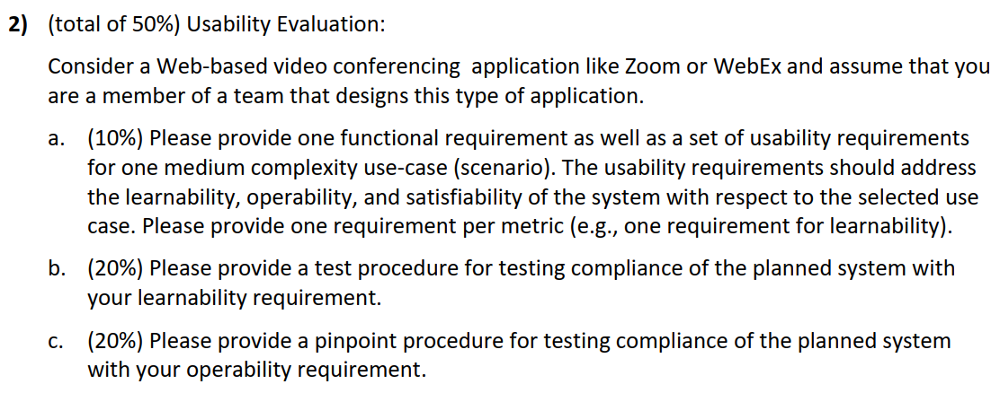 2) (total of 50%) Usability Evaluation:
Consider a Web-based video conferencing application like Zoom or WebEx and assume that you
are a member of a team that designs this type of application.
a. (10%) Please provide one functional requirement as well as a set of usability requirements
for one medium complexity use-case (scenario). The usability requirements should address
the learnability, operability, and satisfiability of the system with respect to the selected use
case. Please provide one requirement per metric (e.g., one requirement for learnability).
b. (20%) Please provide a test procedure for testing compliance of the planned system with
your learnability requirement.
c. (20%) Please provide a pinpoint procedure for testing compliance of the planned system
with your operability requirement.